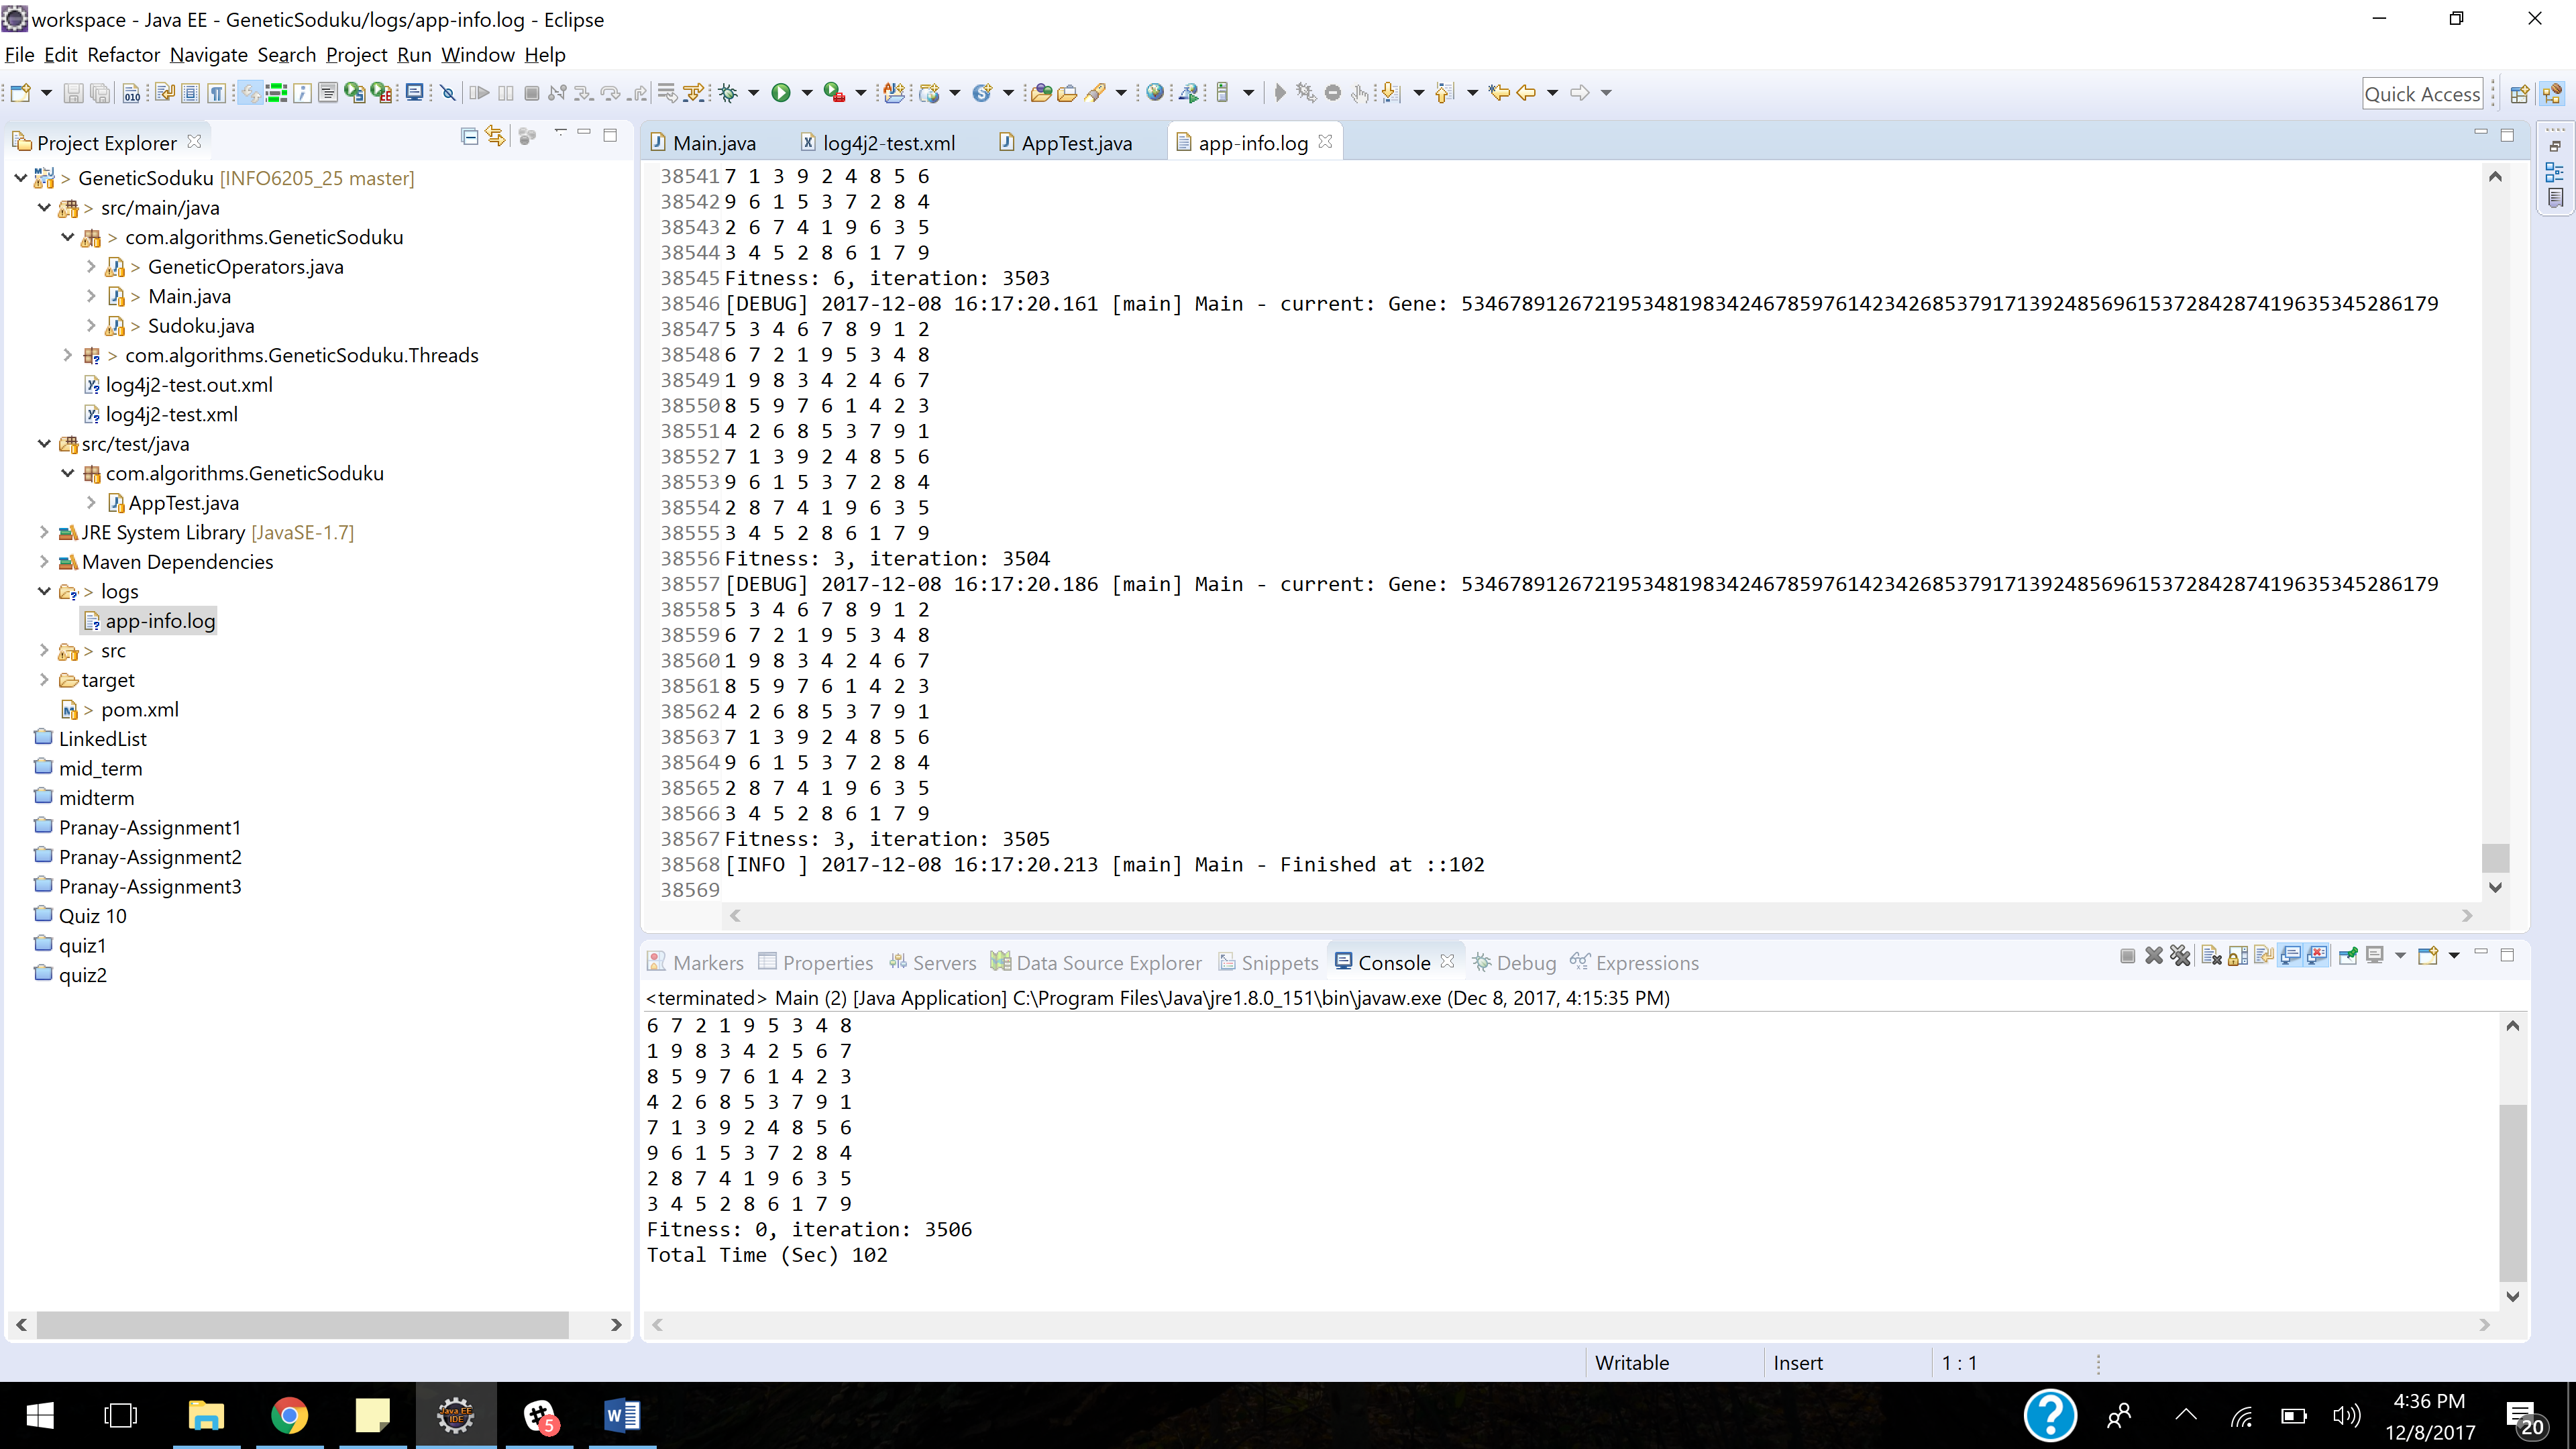 workspace - Java EE - GeneticSoduku/logs/app-info.log - Eclipse
File Edit Refactor Navigate Search Project Run Window Help
Quick Access
Project Explorer
> GeneticSoduku [INFO6205_25 master]
> src/main/java
> com.algorithms.GeneticSoduku
> GeneticOperators.java
> Main.java
> Sudoku.java
> com.algorithms.GeneticSoduku.Threads
log4j2-test.out.xml
log4j2-test.xml
src/test/java
com.algorithms.GeneticSoduku
AppTest.java
JRE System Library [JavaSE-1.7]
Maven Dependencies
> logs
app-info.log
> src
target
> pom.xml
LinkedList
mid_term
midterm
Pranay-Assignment1
Pranay-Assignment2
Pranay-Assignment3
Quiz 10
quiz1
quiz2
Main.java log4j2-test.xml AppTest.java app-info.log
38541 7 1 3 9 2 4 8 5 6
38542 9 6 1 5 3 7 2 8 4
38543 2 6 7 4 1 9 6 3 5
38544 3 4 5 2 8 6 1 7 9
38545 Fitness: 6, iteration: 3503
38546 [DEBUG] 2017-12-08 16:17:20.161 [main] Main - current: Gene: 534678912672195348198342467859761423426853791713924856961537284287419635345286179
38547 5 3 4 6 7 8 9 1 2
38548 6 7 2 1 9 5 3 4 8
38549 1 9 8 3 4 2 4 6 7
38550 8 5 9 7 6 1 4 2 3
38551 4 2 6 8 5 3 7 9 1
38552 7 1 3 9 2 4 8 5 6
38553 9 6 1 5 3 7 2 8 4
38554 2 8 7 4 1 9 6 3 5
38555 3 4 5 2 8 6 1 7 9
38556 Fitness: 3, iteration: 3504
38557 [DEBUG] 2017-12-08 16:17:20.186 [main] Main - current: Gene: 534678912672195348198342467859761423426853791713924856961537284287419635345286179
38558 5 3 4 6 7 8 9 1 2
38559 6 7 2 1 9 5 3 4 8
38560 1 9 8 3 4 2 4 6 7
38561 8 5 9 7 6 1 4 2 3
38562 4 2 6 8 5 3 7 9 1
38563 7 1 3 9 2 4 8 5 6
38564 9 6 1 5 3 7 2 8 4
38565 2 8 7 4 1 9 6 3 5
38566 3 4 5 2 8 6 1 7 9
38567 Fitness: 3, iteration: 3505
38568 [INFO ] 2017-12-08 16:17:20.213 [main] Main - Finished at ::102
38569
Markers Properties Servers Data Source Explorer Snippets Console Debug Expressions
<terminated> Main (2) [Java Application] C:\Program Files\Java\jre1.8.0_151\bin\javaw.exe (Dec 8, 2017, 4:15:35 PM)
6 7 2 1 9 5 3 4 8
1 9 8 3 4 2 5 6 7
8 5 9 7 6 1 4 2 3
4 2 6 8 5 3 7 9 1
7 1 3 9 2 4 8 5 6
9 6 1 5 3 7 2 8 4
2 8 7 4 1 9 6 3 5
3 4 5 2 8 6 1 7 9
Fitness: 0, iteration: 3506
Total Time (Sec) 102
Writable Insert 1 : 1
5
4:36 PM
12/8/2017
20